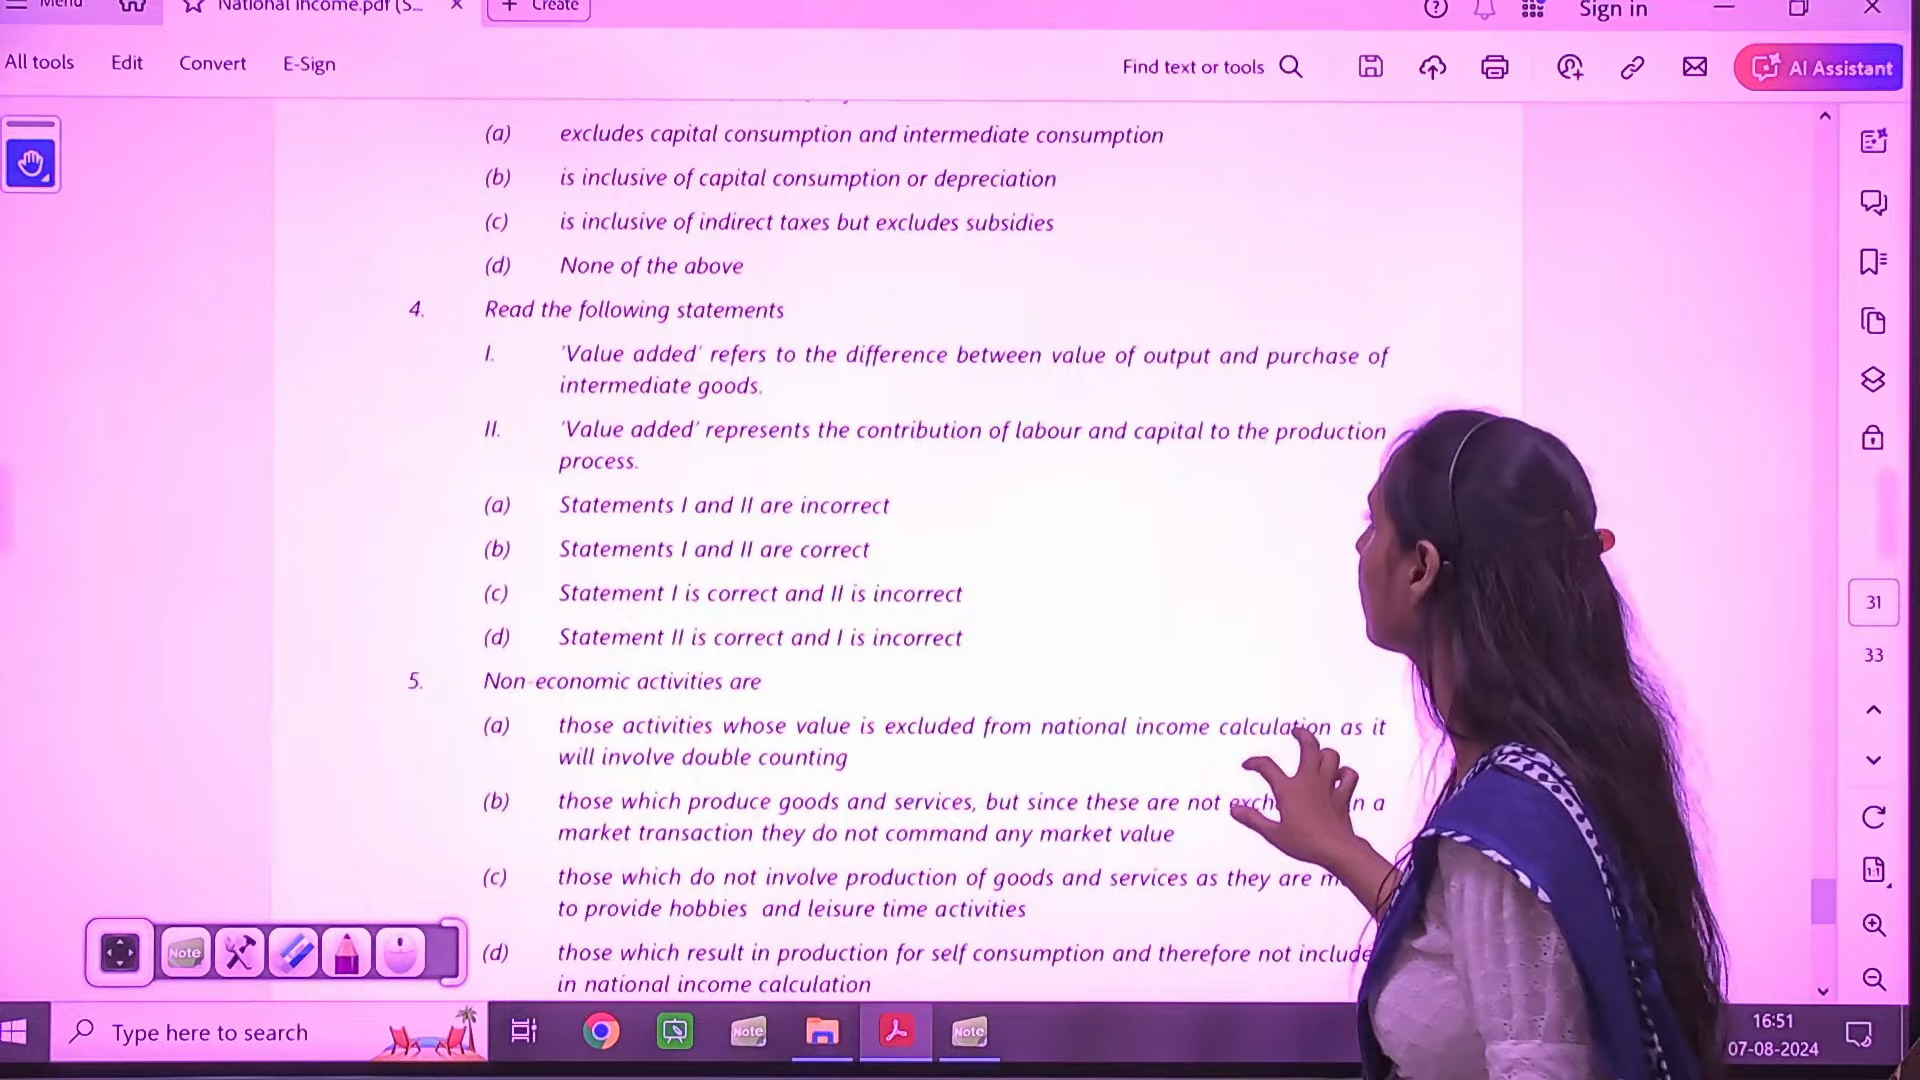 Menu
National Income.pdf (S...
Create
Sign in
All tools
Edit
Convert
E-Sign
Find text or tools
AI Assistant
(a) excludes capital consumption and intermediate consumption
(b) is inclusive of capital consumption or depreciation
(c) is inclusive of indirect taxes but excludes subsidies
(d) None of the above
4. Read the following statements
I. 'Value added' refers to the difference between value of output and purchase of
intermediate goods.
II. 'Value added' represents the contribution of labour and capital to the production
process.
(a) Statements I and II are incorrect
(b) Statements I and II are correct
(c) Statement I is correct and II is incorrect
(d) Statement II is correct and I is incorrect
5. Non-economic activities are
(a) those activities whose value is excluded from national income calculation as it
will involve double counting
(b) those which produce goods and services, but since these are not a
market transaction they do not command any market value
(c) those which do not involve production of goods and services as they are
to provide hobbies and leisure time activities
(d) those which result in production for self consumption and therefore not include
in national income calculation
31
33
1:1
Note
Type here to search
Note
Note
16:51
07-08-2024